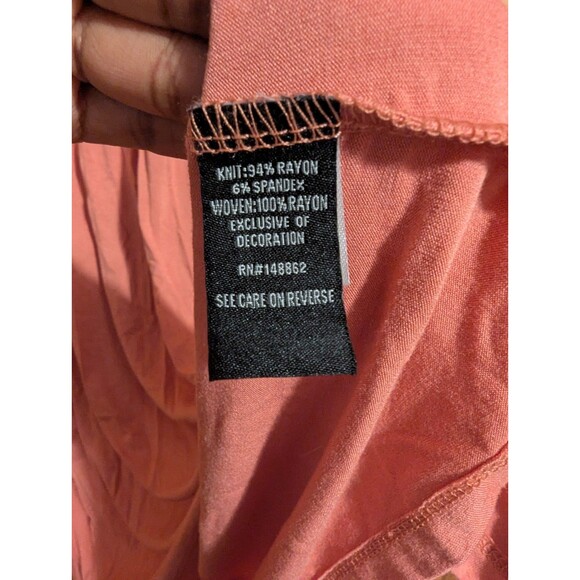 KNIT:94% RAYON
6% SPANDEX
WOVEN:100% RAYON
EXCLUSIVE OF
DECORATION
RN#148862
SEE CARE ON REVERSE